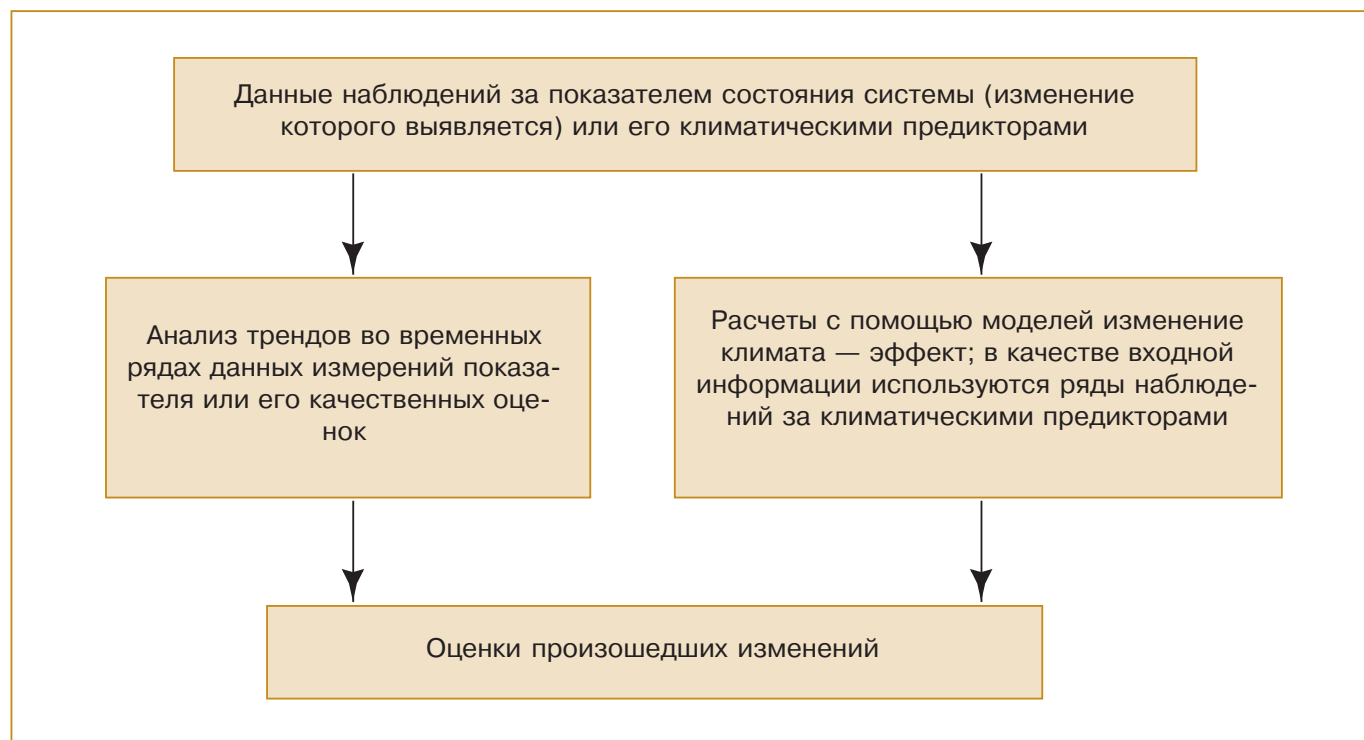 Данные наблюдений за показателем состояния системы (изменение
которого выявляется) или его климатическими предикторами
Анализ трендов во временных
рядах данных измерений показа-
теля или его качественных оце-
нок
Расчеты с помощью моделей изменение
климата — эффект; в качестве входной
информации используются ряды наблюде-
ний за климатическими предикторами
Оценки произошедших изменений